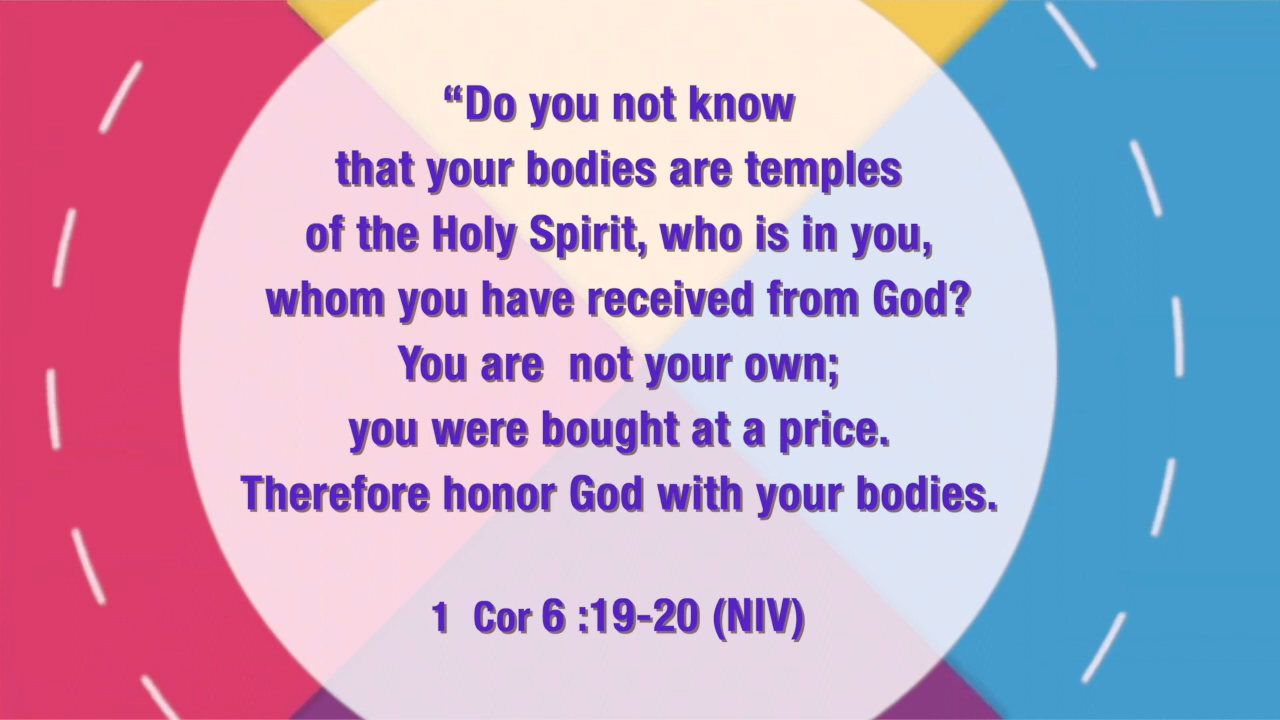 “Do you not know
that your bodies are temples
of the Holy Spirit, who is in you,
whom you have received from God?
You are  not your own;
you were bought at a price.
Therefore honor God with your bodies.
1  Cor 6 :19-20 (NIV)